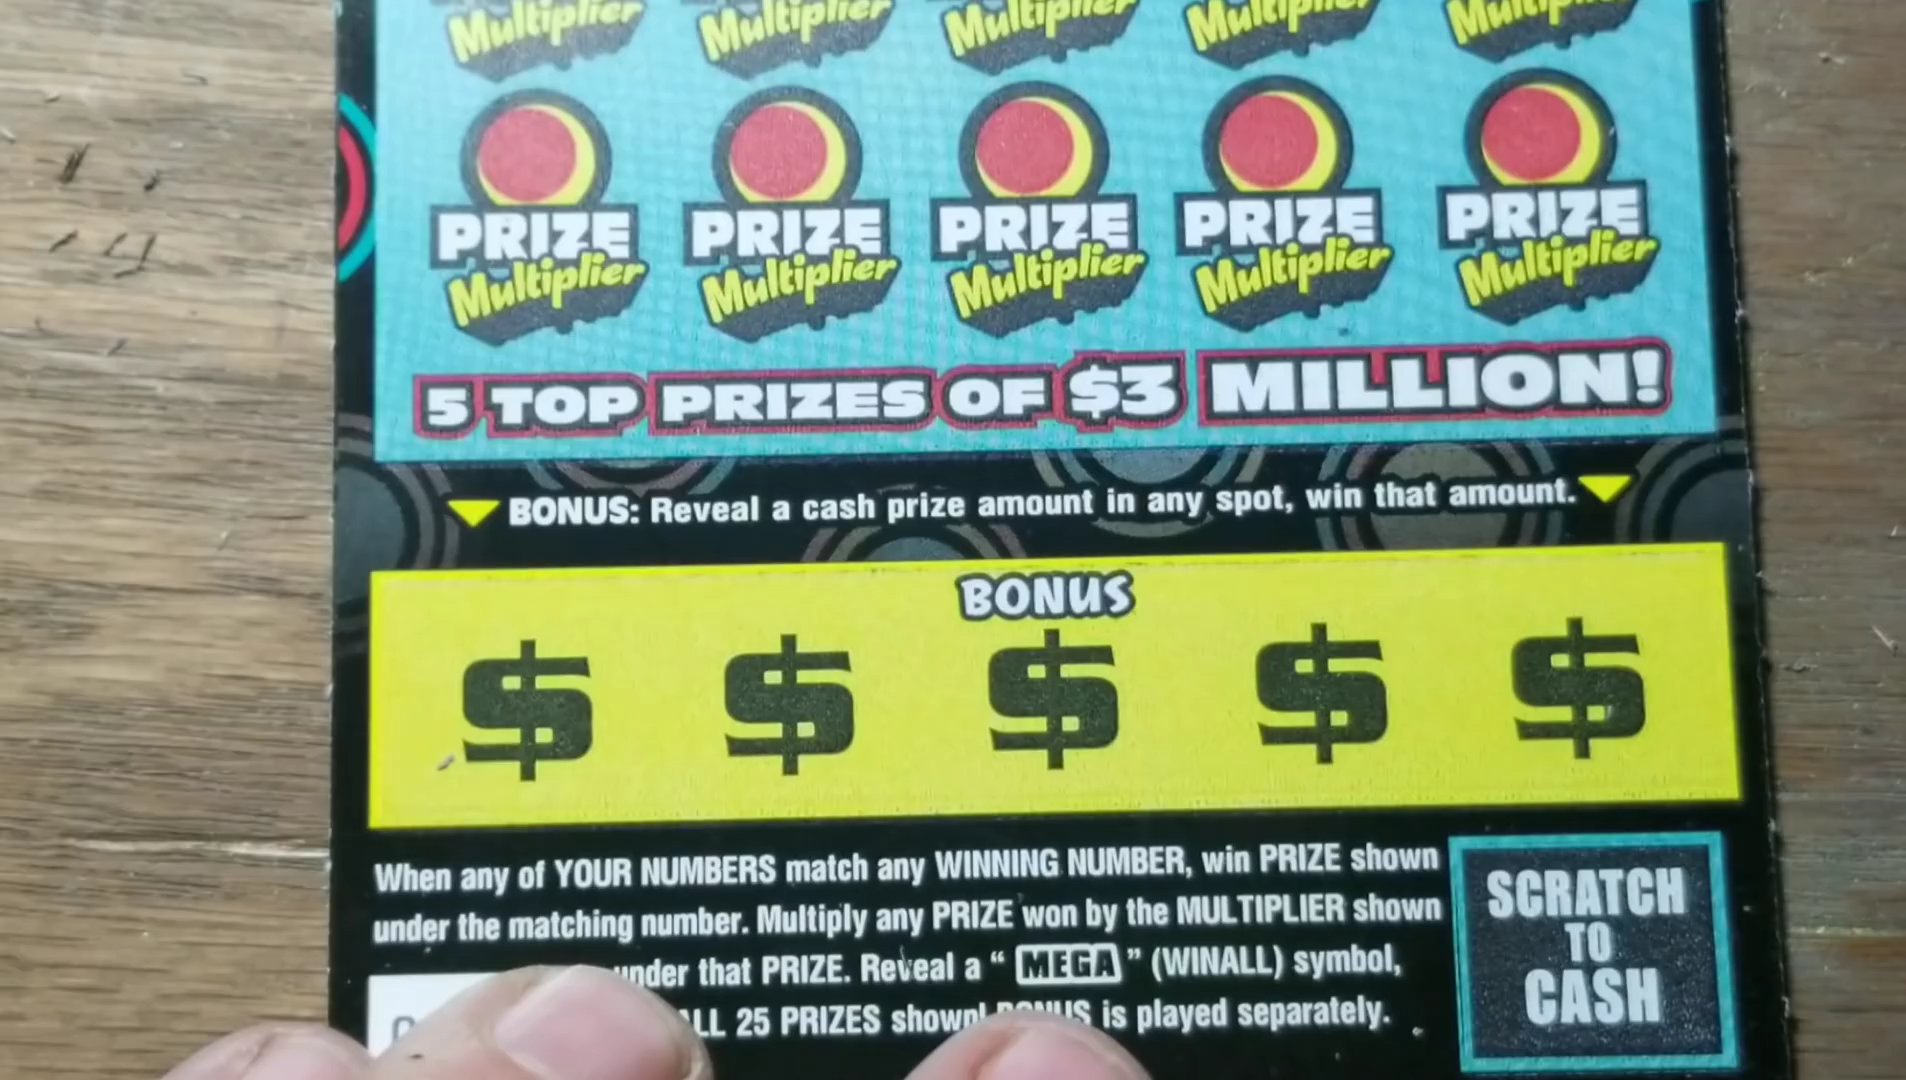 Multiplier Multiplier Multiplier Multiplier Multiplier
PRIZE PRIZE PRIZE PRIZE PRIZE
Multiplier Multiplier Multiplier Multiplier Multiplier
5 TOP PRIZES OF $3 MILLION!
BONUS: Reveal a cash prize amount in any spot, win that amount.
BONUS
$ $ $ $ $
When any of YOUR NUMBERS match any WINNING NUMBER, win PRIZE shown
under the matching number. Multiply any PRIZE won by the MULTIPLIER shown
under that PRIZE. Reveal a “ MEGA ” (WINALL) symbol,
ALL 25 PRIZES shown! BONUS is played separately.
SCRATCH
TO
CASH